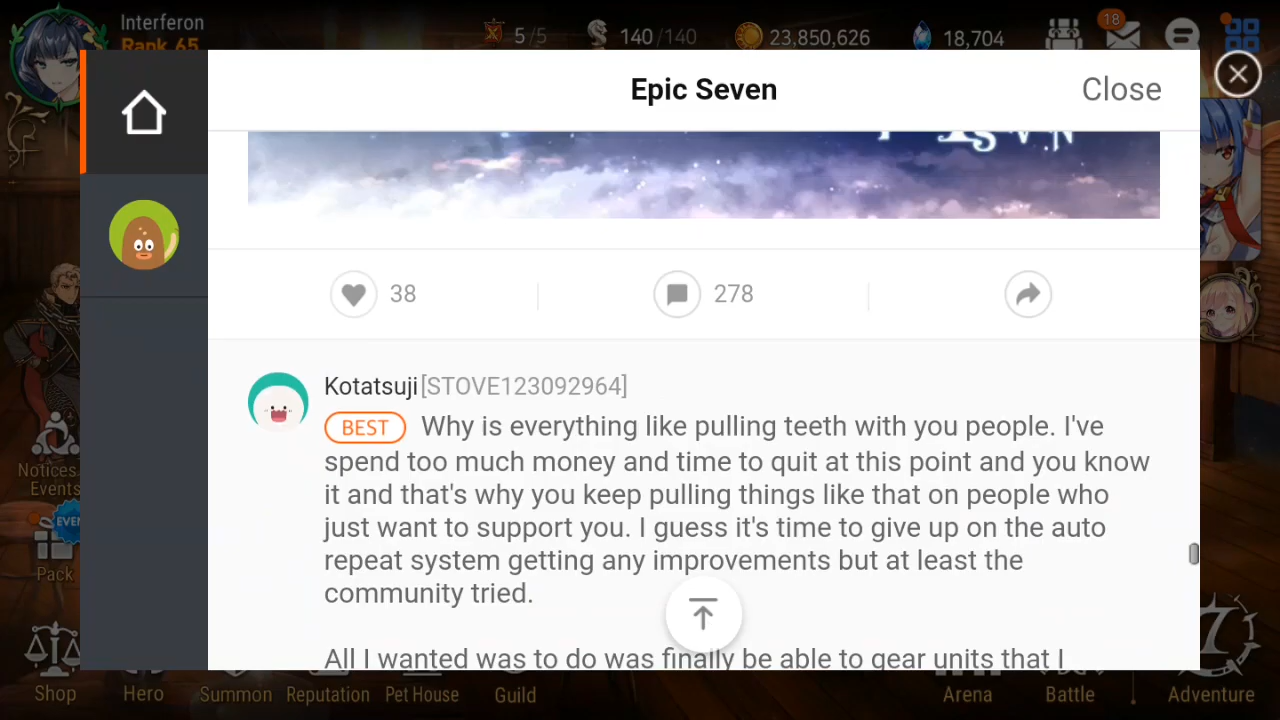 Interferon
Rank 65
5/5
140/140
23,850,626
18,704
18
Epic Seven
Close
38
278
Kotatsuji[STOVE123092964]
BEST Why is everything like pulling teeth with you people. I've
spend too much money and time to quit at this point and you know
it and that's why you keep pulling things like that on people who
just want to support you. I guess it's time to give up on the auto
repeat system getting any improvements but at least the
community tried.
All I wanted was to do was finally be able to gear units that I
Notices
Events
EVEN
Pack
Shop
Hero
Summon
Reputation
Pet House
Guild
Arena
Battle
Adventure